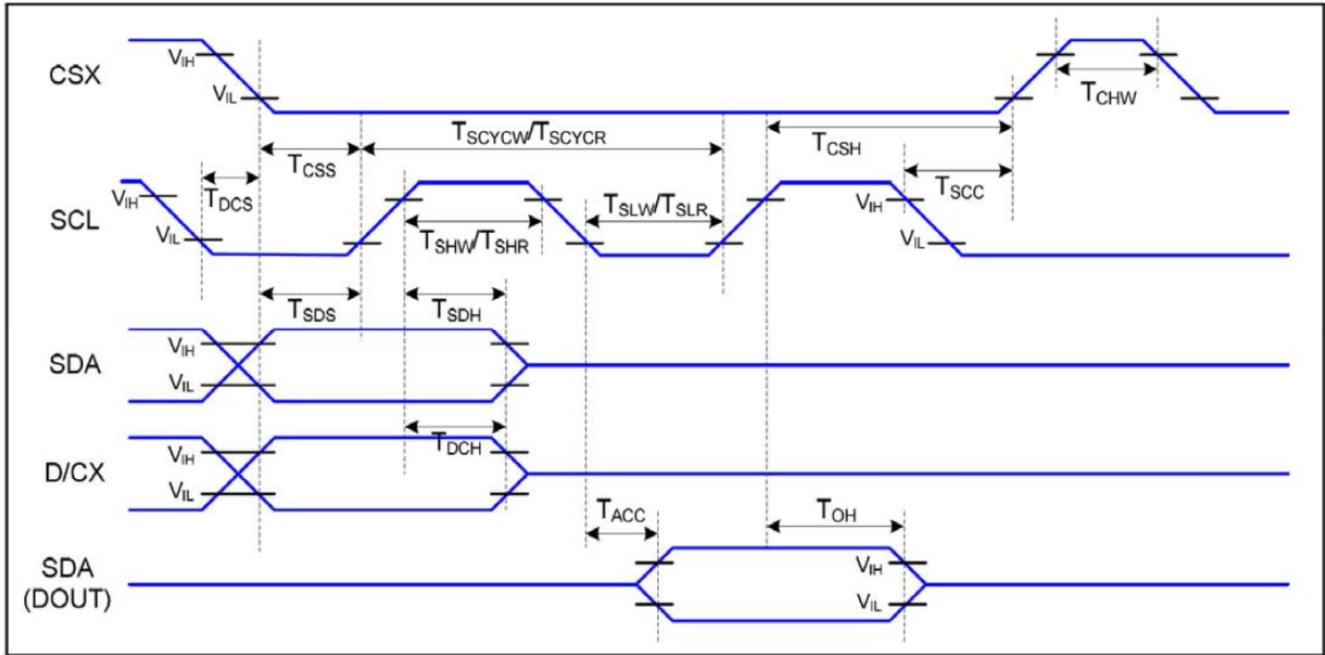 CSX
VIH
VIL
TCHW
TSCYCW/TSCYCR
TCSS
TCSH
TDCS
TSCC
SCL
VIH
VIL
TSHW/TSHR
TSLW/TSLR
VIH
VIL
TSDS
TSDH
SDA
VIH
VIL
D/CX
VIH
VIL
TDCH
TACC
TOH
SDA
(DOUT)
VIH
VIL